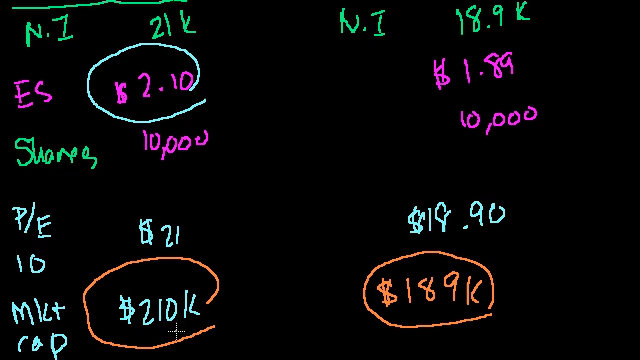 N.I 21K N.I 18.9K
ES $2.10 $1.89
Shares 10,000 10,000
P/E $21 $18.90
10
Mkt $210K $189K
cap